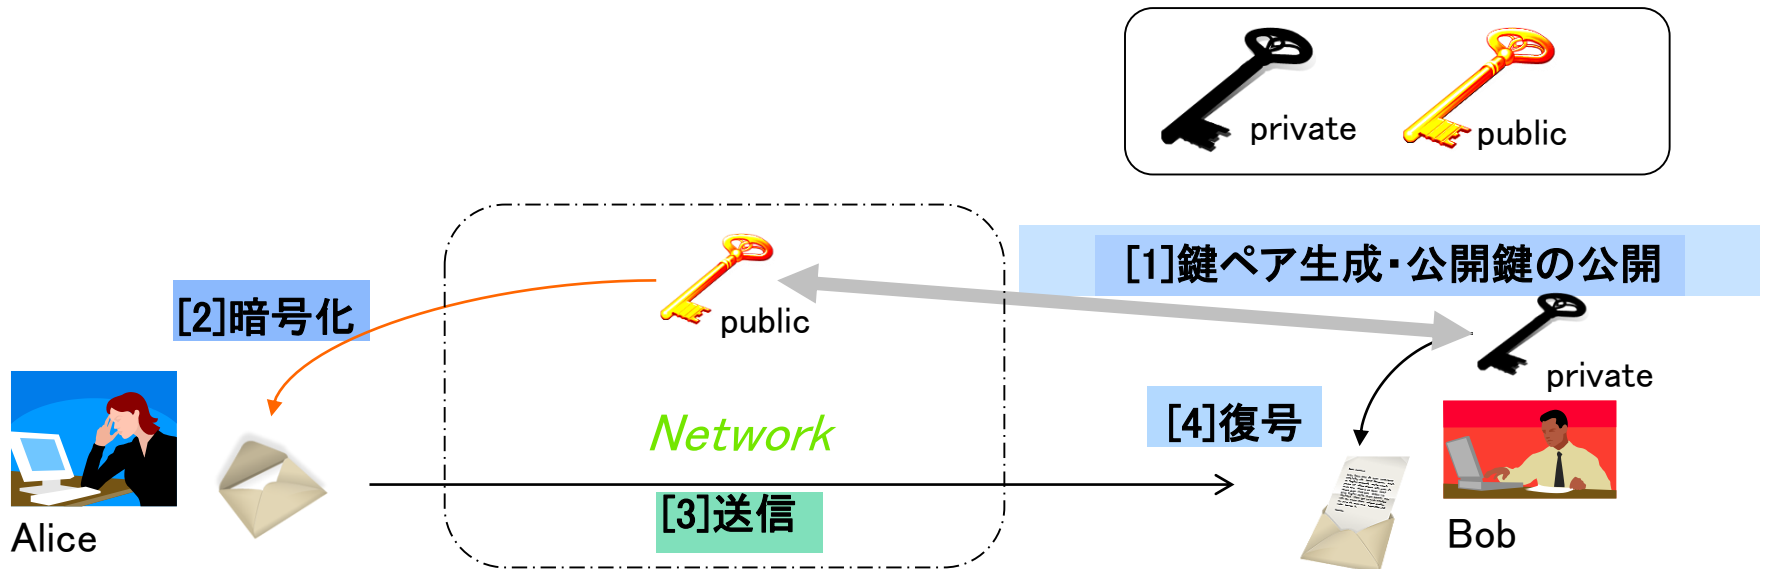 private
public
[1]鍵ペア生成・公開鍵の公開
[2]暗号化
public
private
Network
[4]復号
[3]送信
Alice
Bob